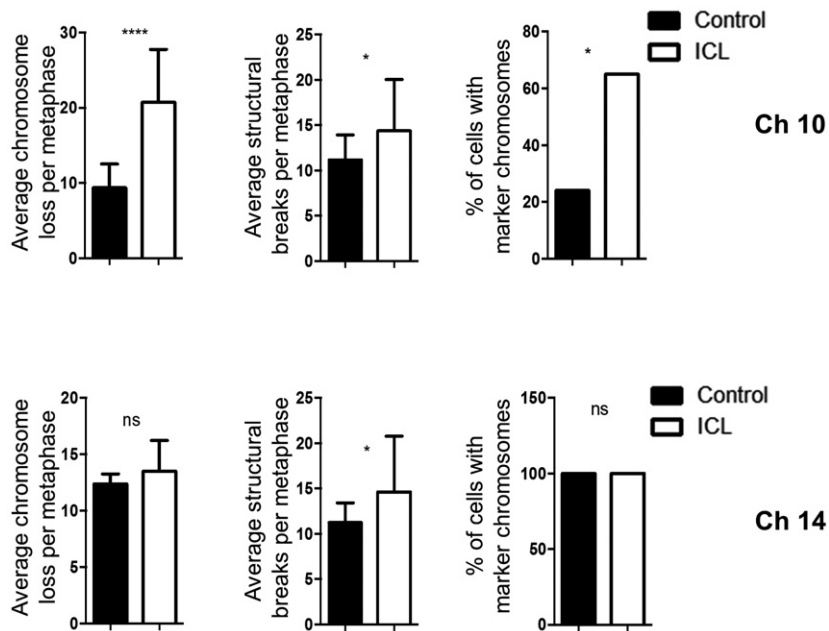 Control
ICL
Ch 10
Average chromosome
loss per metaphase
30
20
10
0
****
Average structural
breaks per metaphase
25
20
15
10
5
0
*
% of cells with
marker chromosomes
80
60
40
20
0
*
Control
ICL
Ch 14
Average chromosome
loss per metaphase
20
15
10
5
0
ns
Average structural
breaks per metaphase
25
20
15
10
5
0
*
% of cells with
marker chromosomes
150
100
50
0
ns